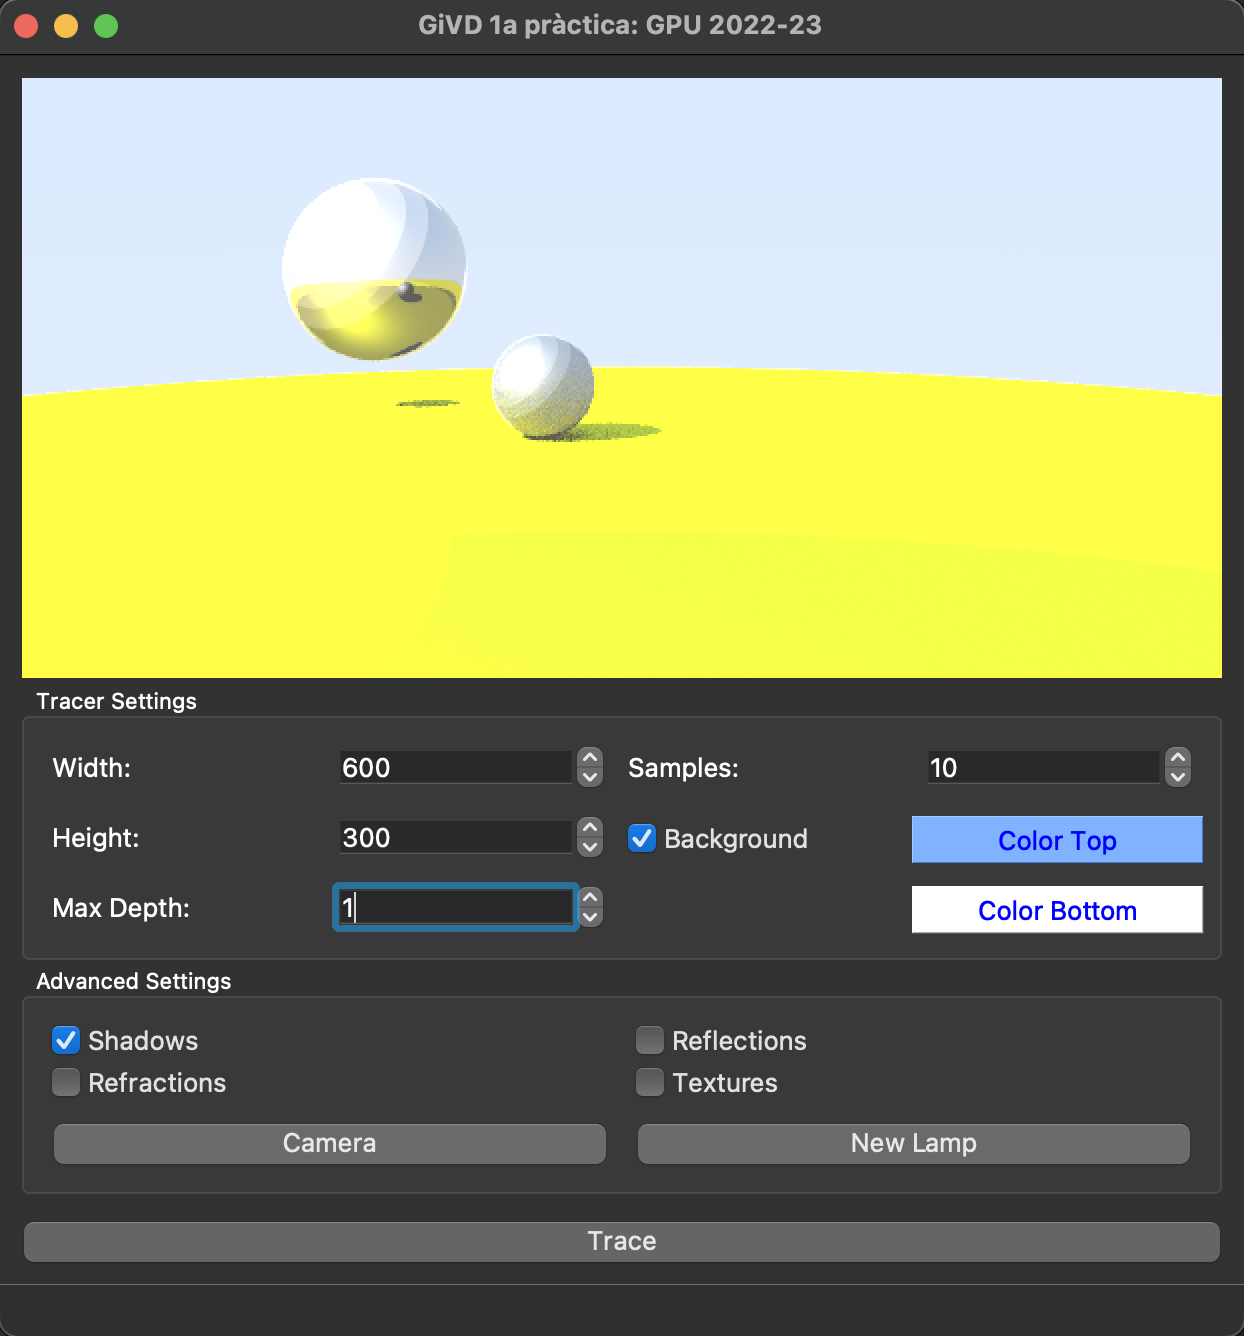 GiVD 1a pràctica: GPU 2022-23
Tracer Settings
Width: 600 Samples: 10
Height: 300 Background Color Top
Max Depth: 1 Color Bottom
Advanced Settings
Shadows Reflections
Refractions Textures
Camera New Lamp
Trace